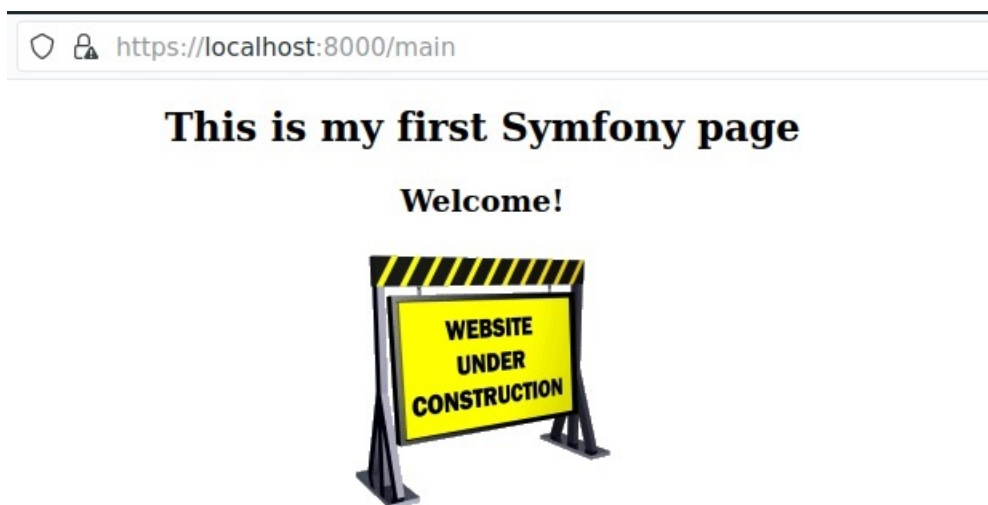 https://localhost:8000/main
This is my first Symfony page
Welcome!
WEBSITE
UNDER
CONSTRUCTION